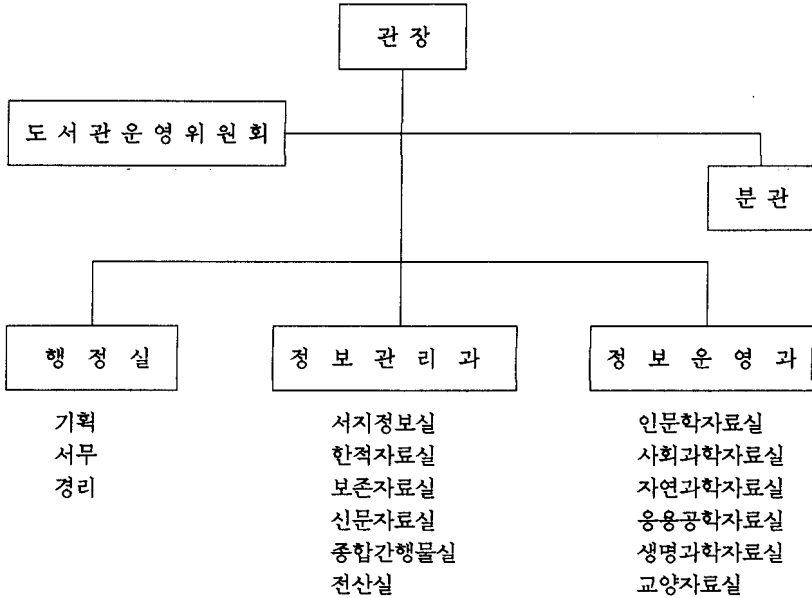 관 장
도 서 관 운 영 위 원 회
분 관
행 정 실
기획
서무
경리
정 보 관 리 과
서지정보실
한적자료실
보존자료실
신문자료실
종합간행물실
전산실
정 보 운 영 과
인문학자료실
사회과학자료실
자연과학자료실
응용공학자료실
생명과학자료실
교양자료실